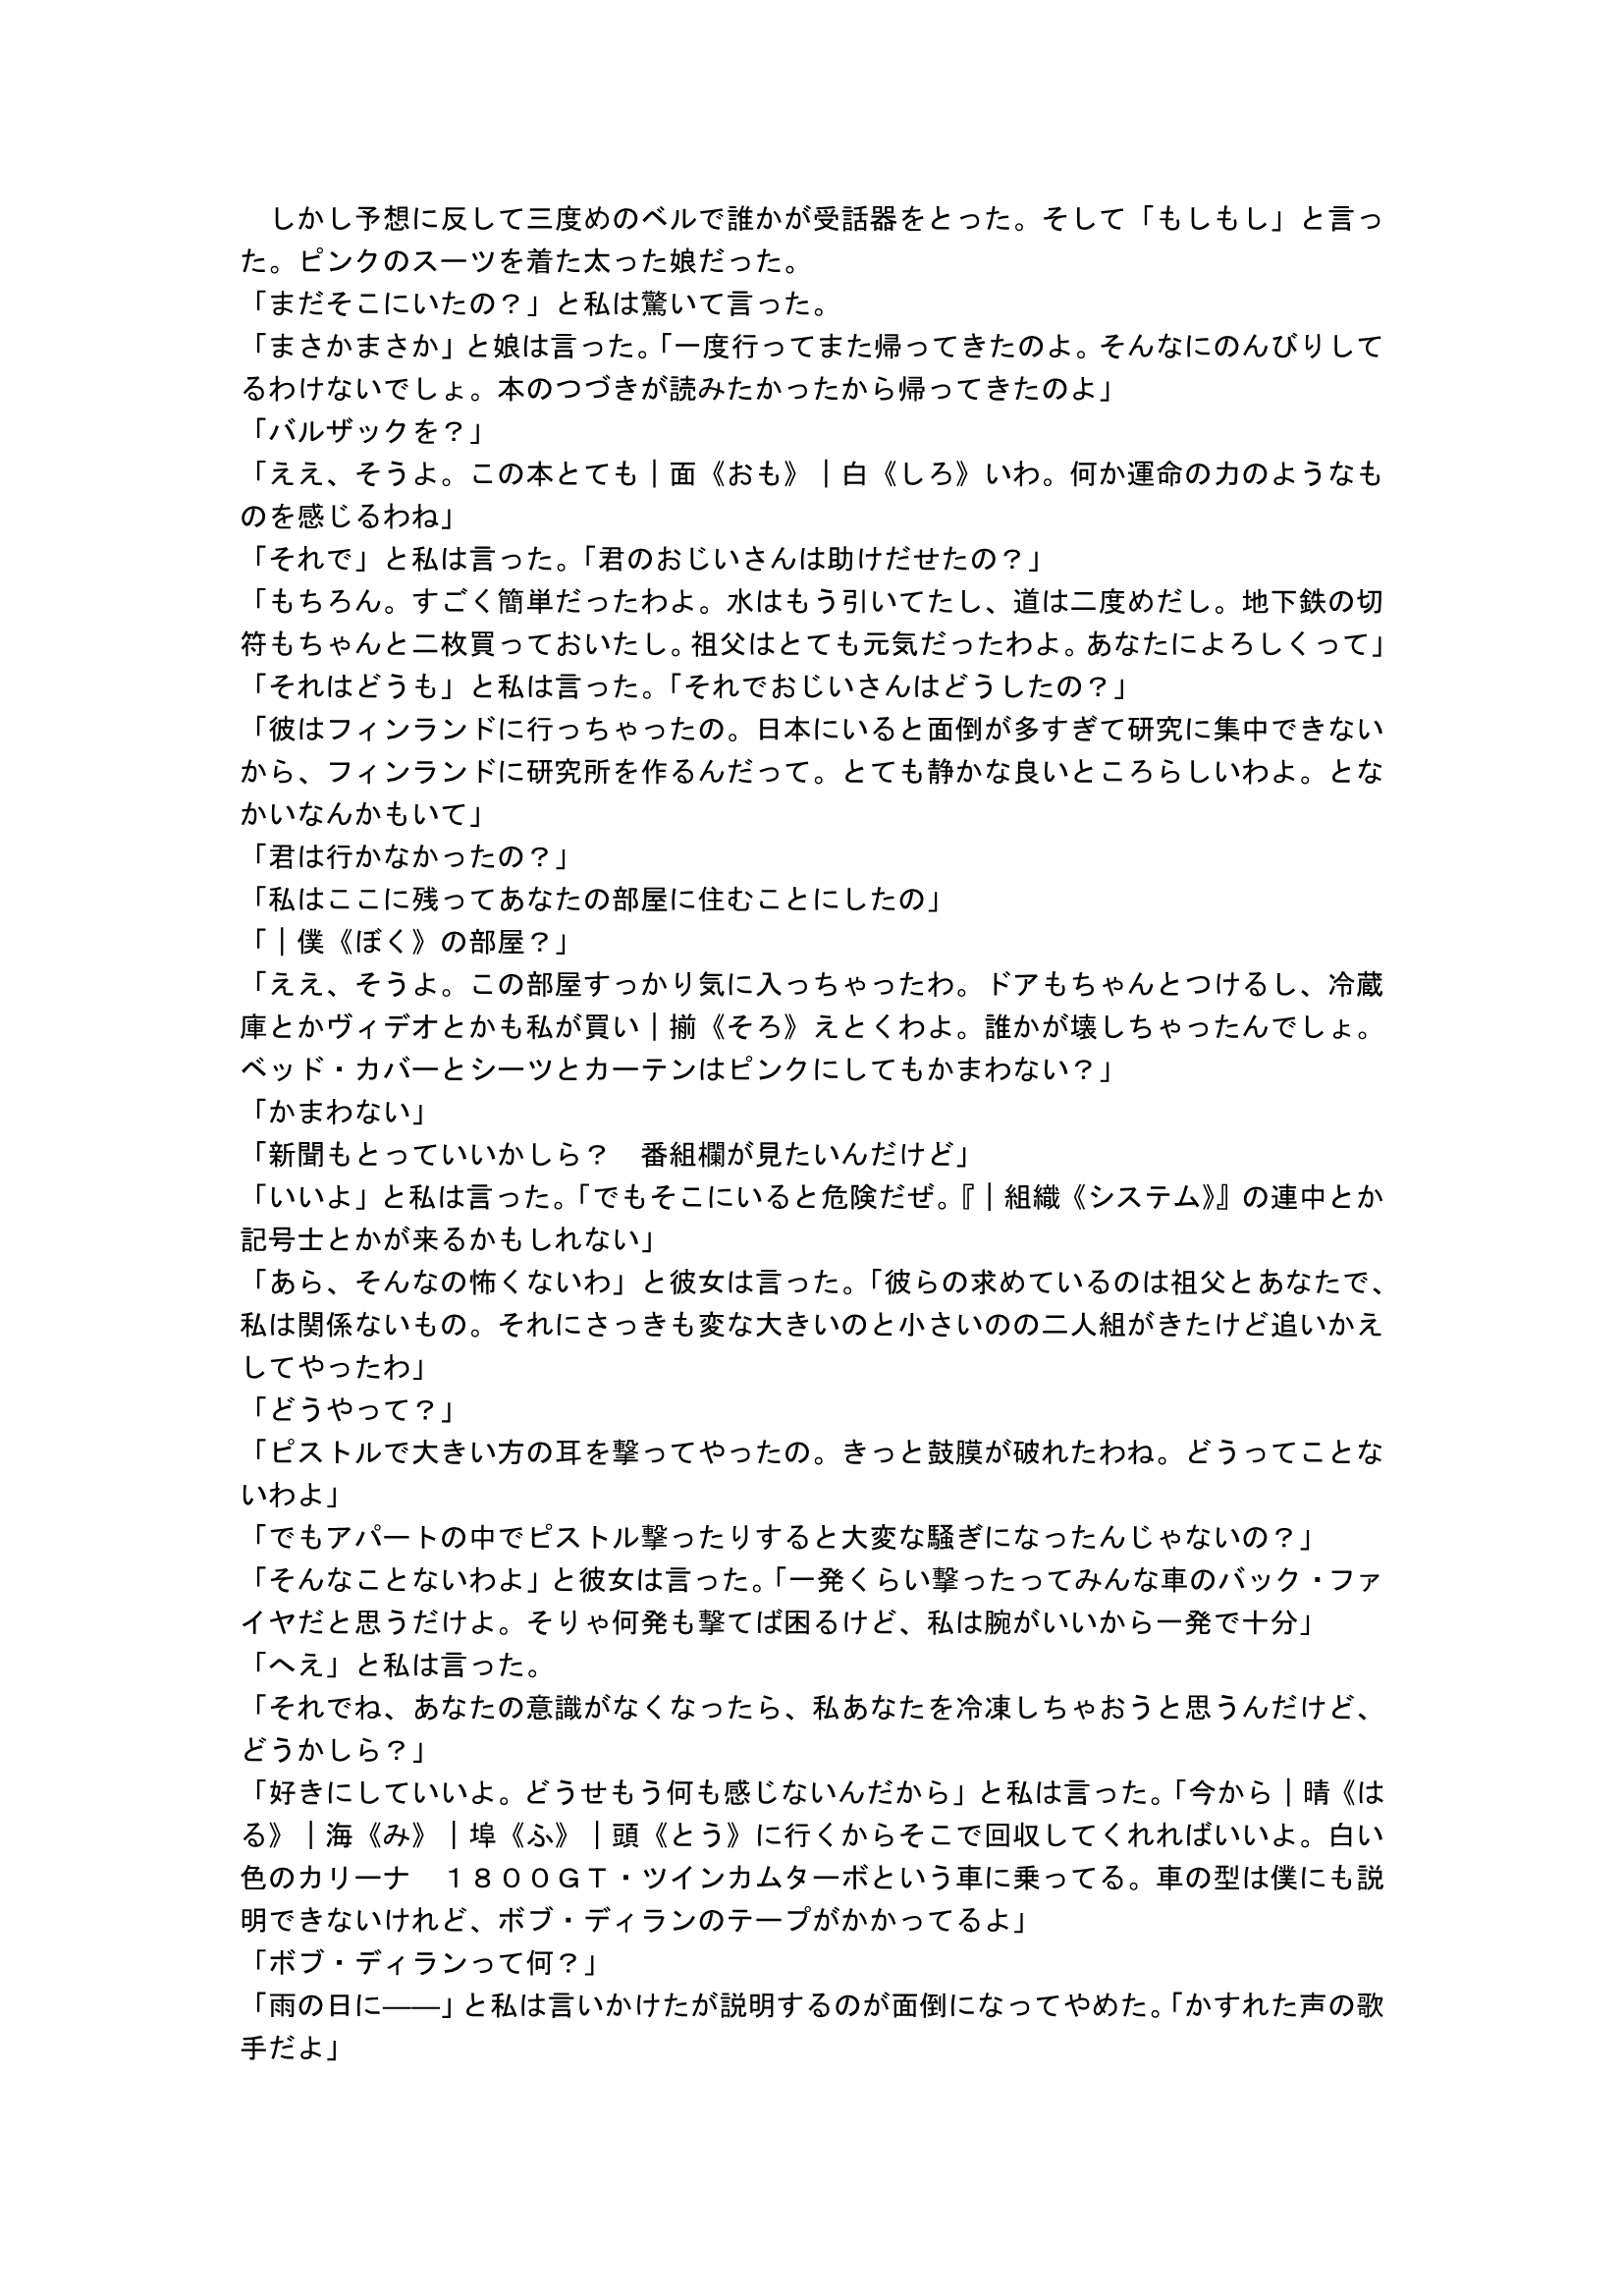 しかし予想に反して三度めのベルで誰かが受話器をとった。そして「もしもし」と言っ
た。ピンクのスーツを着た太った娘だった。
「まだそこにいたの？」と私は驚いて言った。
「まさかまさか」と娘は言った。「一度行ってまた帰ってきたのよ。そんなにのんびりして
るわけないでしょ。本のつづきが読みたかったから帰ってきたのよ」
「バルザックを？」
「ええ、そうよ。この本とても｜面《おも》｜白《しろ》いわ。何か運命の力のようなも
のを感じるわね」
「それで」と私は言った。「君のおじいさんは助けだせたの？」
「もちろん。すごく簡単だったわよ。水はもう引いてたし、道は二度めだし。地下鉄の切
符もちゃんと二枚買っておいたし。祖父はとても元気だったわよ。あなたによろしくって」
「それはどうも」と私は言った。「それでおじいさんはどうしたの？」
「彼はフィンランドに行っちゃったの。日本にいると面倒が多すぎて研究に集中できない
から、フィンランドに研究所を作るんだって。とても静かな良いところらしいわよ。とな
かいなんかもいて」
「君は行かなかったの？」
「私はここに残ってあなたの部屋に住むことにしたの」
「｜僕《ぼく》の部屋？」
「ええ、そうよ。この部屋すっかり気に入っちゃったわ。ドアもちゃんとつけるし、冷蔵
庫とかヴィデオとかも私が買い｜揃《そろ》えとくわよ。誰かが壊しちゃったんでしょ。
ベッド・カバーとシーツとカーテンはピンクにしてもかまわない？」
「かまわない」
「新聞もとっていいかしら？　番組欄が見たいんだけど」
「いいよ」と私は言った。「でもそこにいると危険だぜ。『｜組織《システム》』の連中とか
記号士とかが来るかもしれない」
「あら、そんなの怖くないわ」と彼女は言った。「彼らの求めているのは祖父とあなたで、
私は関係ないもの。それにさっきも変な大きいのと小さいのの二人組がきたけど追いかえ
してやったわ」
「どうやって？」
「ピストルで大きい方の耳を撃ってやったの。きっと鼓膜が破れたわね。どうってことな
いわよ」
「でもアパートの中でピストル撃ったりすると大変な騒ぎになったんじゃないの？」
「そんなことないわよ」と彼女は言った。「一発くらい撃ったってみんな車のバック・ファ
イヤだと思うだけよ。そりゃ何発も撃てば困るけど、私は腕がいいから一発で十分」
「へえ」と私は言った。
「それでね、あなたの意識がなくなったら、私あなたを冷凍しちゃおうと思うんだけど、
どうかしら？」
「好きにしていいよ。どうせもう何も感じないんだから」と私は言った。「今から｜晴《は
る》｜海《み》｜埠《ふ》｜頭《とう》に行くからそこで回収してくれればいいよ。白い
色のカリーナ　１８００ＧＴ・ツインカムターボという車に乗ってる。車の型は僕にも説
明できないけれど、ボブ・ディランのテープがかかってるよ」
「ボブ・ディランって何？」
「雨の日に――」と私は言いかけたが説明するのが面倒になってやめた。「かすれた声の歌
手だよ」